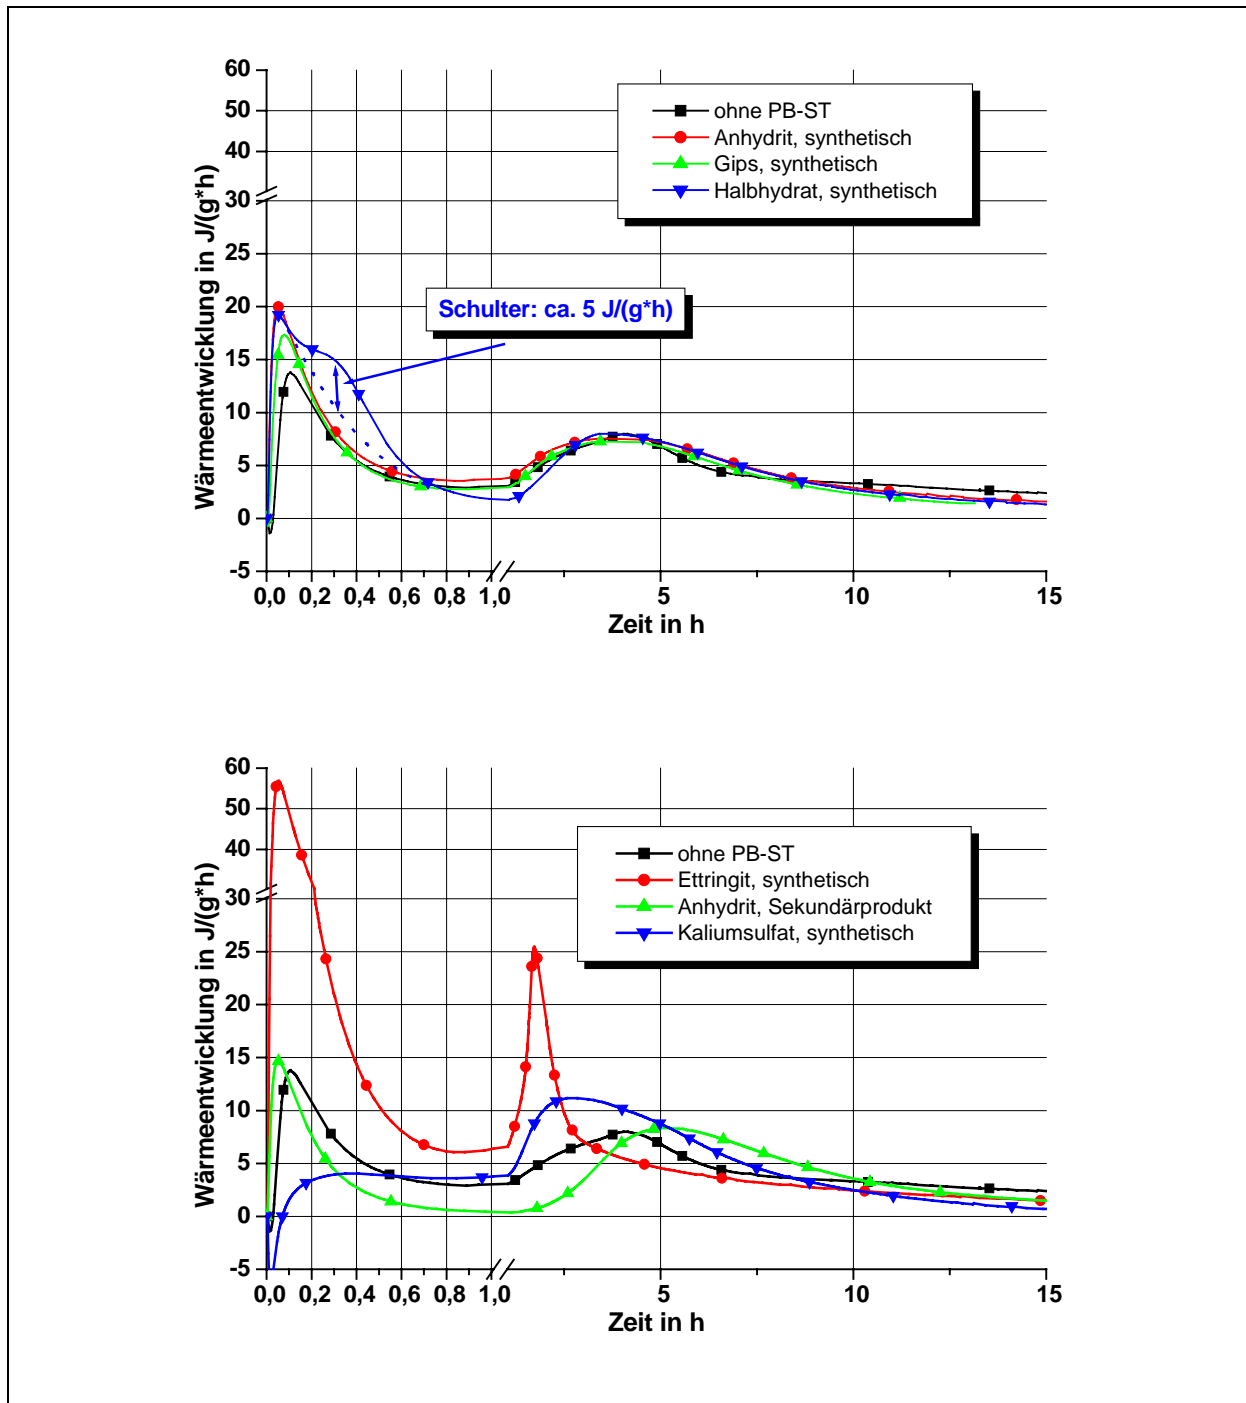 60
50
40
30
25
20
15
10
5
0
-5
Wärmeentwicklung in J/(g*h)
ohne PB-ST
Anhydrit, synthetisch
Gips, synthetisch
Halbhydrat, synthetisch
Schulter: ca. 5 J/(g*h)
0,0 0,2 0,4 0,6 0,8 1,0 5 10 15
Zeit in h
60
50
40
30
25
20
15
10
5
0
-5
Wärmeentwicklung in J/(g*h)
ohne PB-ST
Ettringit, synthetisch
Anhydrit, Sekundärprodukt
Kaliumsulfat, synthetisch
0,0 0,2 0,4 0,6 0,8 1,0 5 10 15
Zeit in h